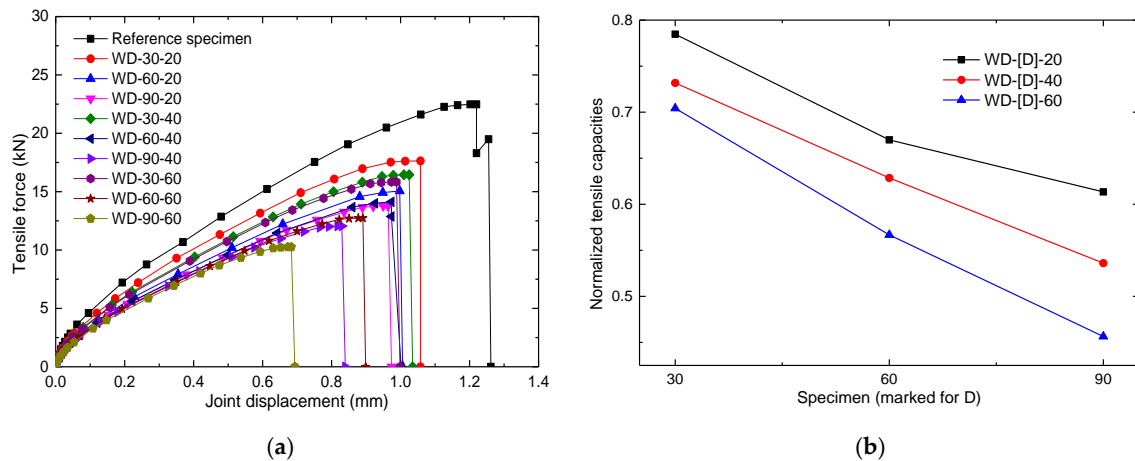 30
25
20
15
10
5
0
Tensile force (kN)
0.0 0.2 0.4 0.6 0.8 1.0 1.2 1.4
Joint displacement (mm)
Reference specimen
WD-30-20
WD-60-20
WD-90-20
WD-30-40
WD-60-40
WD-90-40
WD-30-60
WD-60-60
WD-90-60
(a)
0.8
0.7
0.6
0.5
Normalized tensile capacities
30 60 90
Specimen (marked for D)
WD-[D]-20
WD-[D]-40
WD-[D]-60
(b)